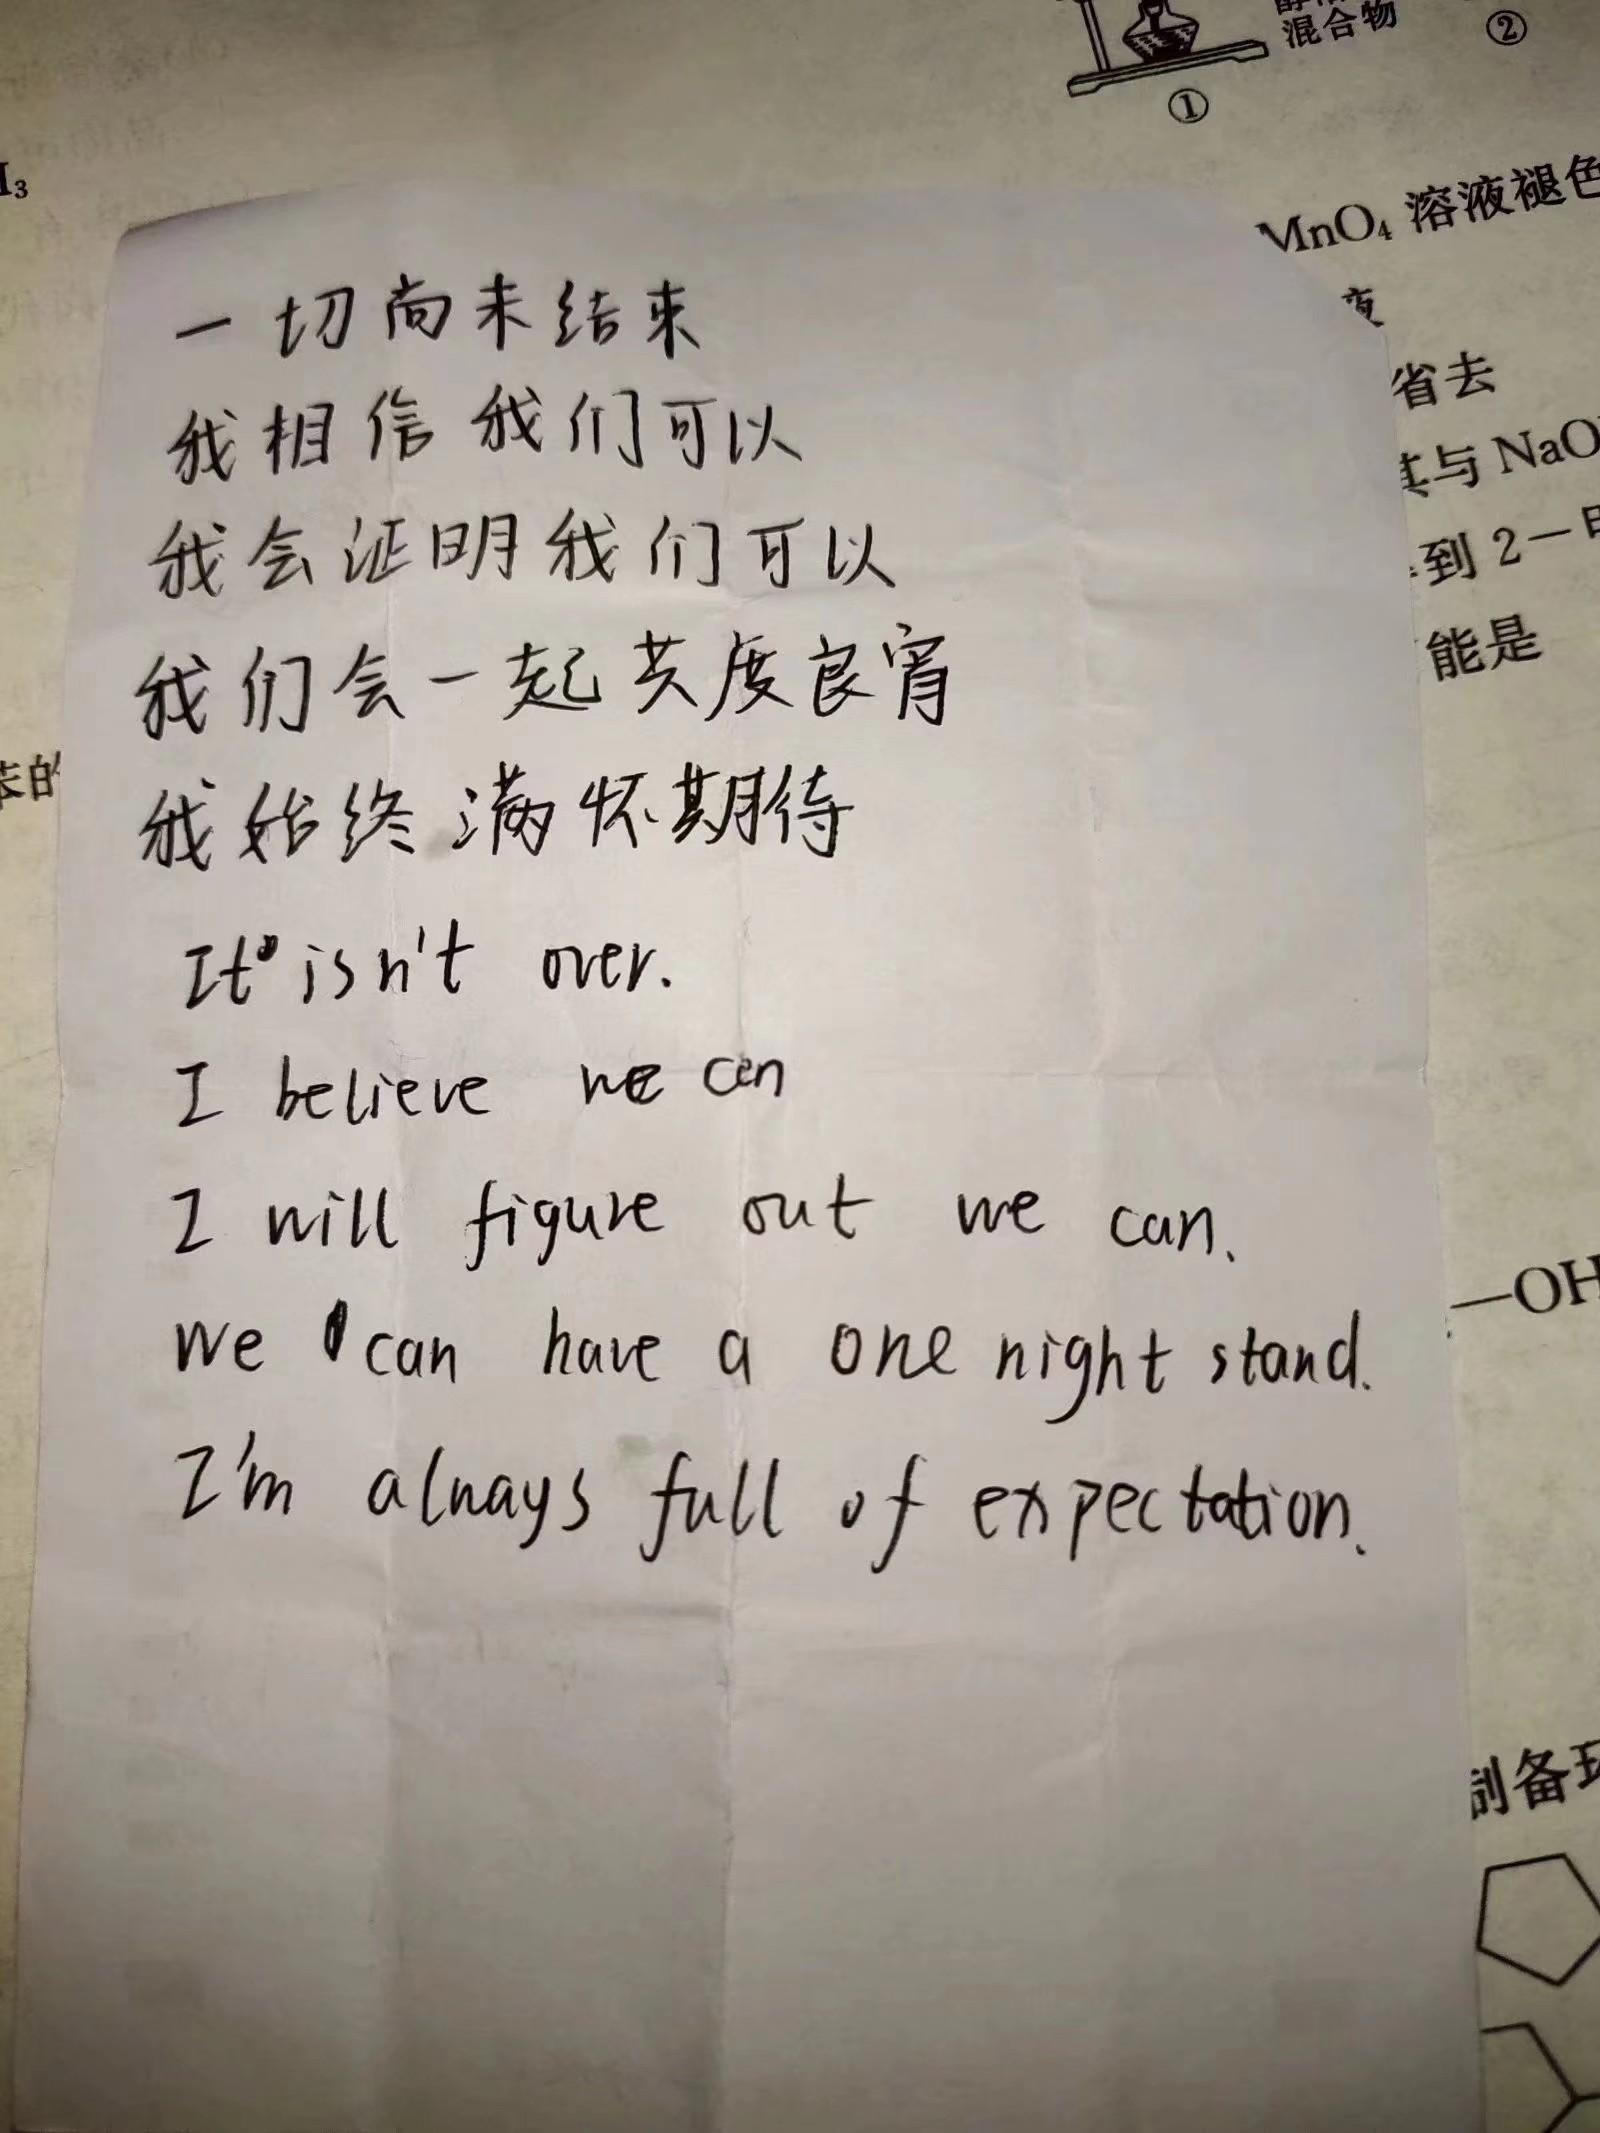 混合物
②
①
MnO₄ 溶液褪色
省去
与 NaO
到 2－甲
能是
—OH
制备环
一切尚未结束
我相信我们可以
我会证明我们可以
我们会一起共度良宵
我始终满怀期待
It isn't over.
I believe we can
I will figure out we can.
we can have a one night stand.
I'm always full of expectation.